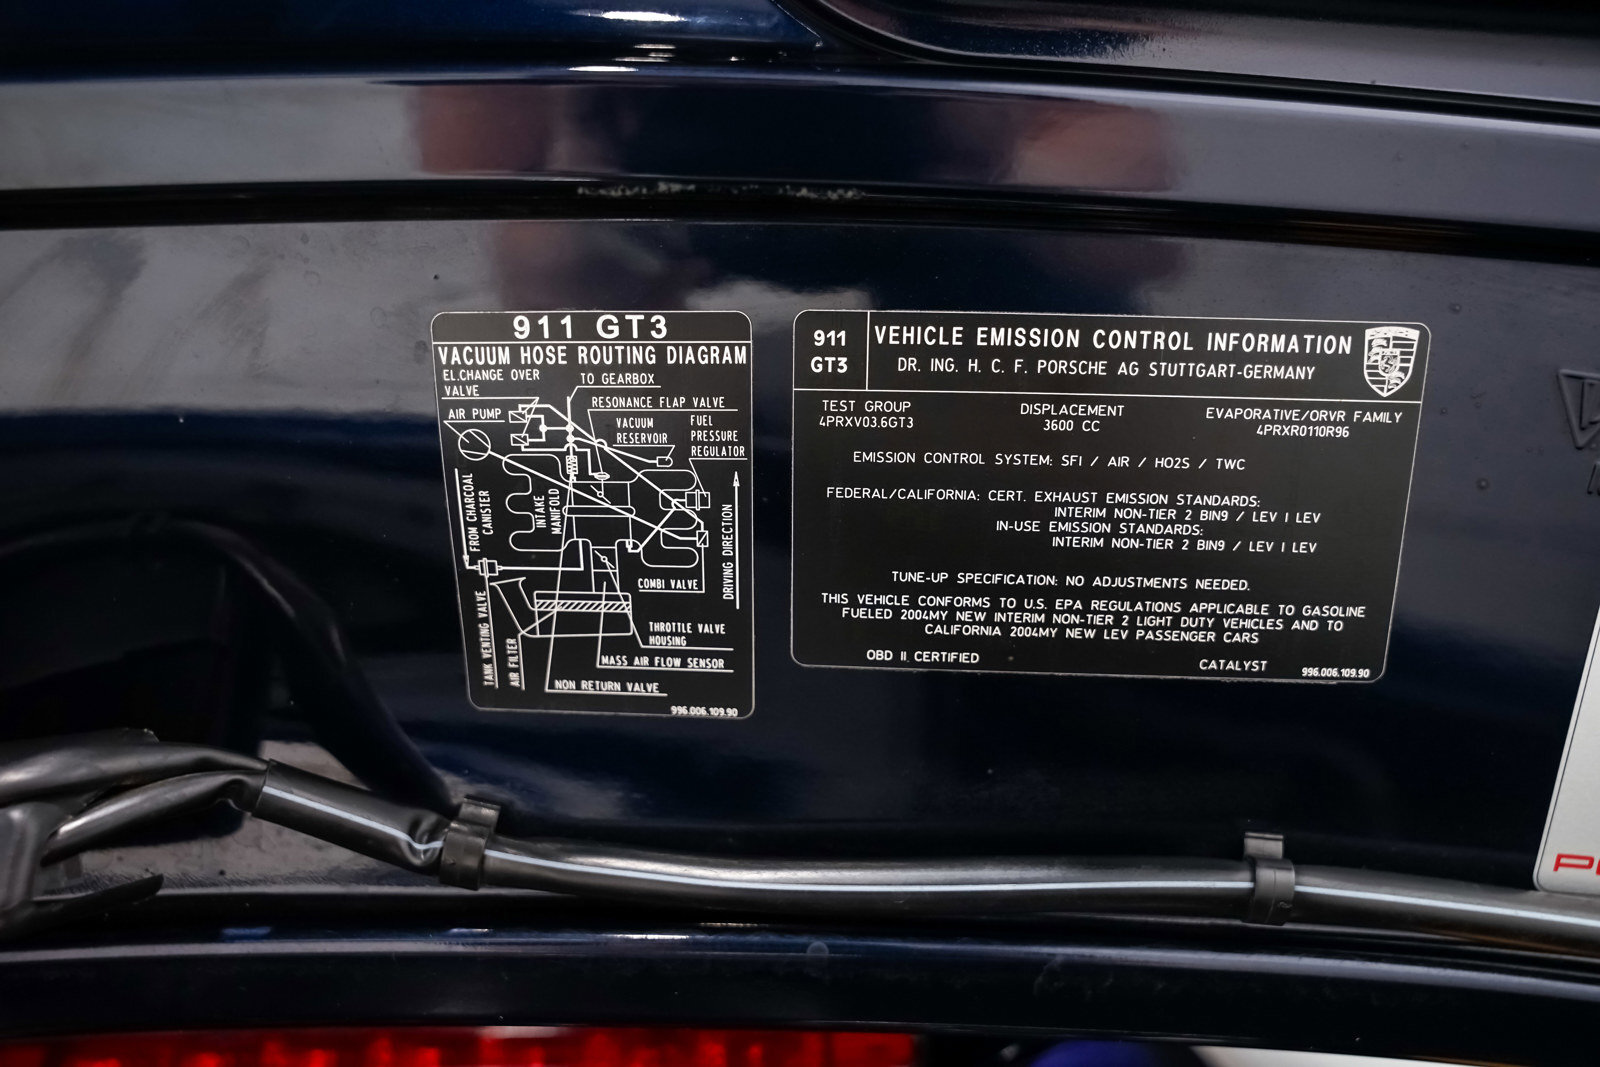 911 GT3
VACUUM HOSE ROUTING DIAGRAM
EL.CHANGE OVER
VALVE
TO GEARBOX
RESONANCE FLAP VALVE
AIR PUMP
VACUUM
RESERVOIR
FUEL
PRESSURE
REGULATOR
FROM CHARCOAL
CANISTER
INTAKE
MANIFOLD
DRIVING DIRECTION
COMBI VALVE
TANK VENTING VALVE
AIR FILTER
THROTTLE VALVE
HOUSING
MASS AIR FLOW SENSOR
NON RETURN VALVE
996.006.109.90
911
GT3
VEHICLE EMISSION CONTROL INFORMATION
DR. ING. H. C. F. PORSCHE AG STUTTGART-GERMANY
TEST GROUP
4PRXV03.6GT3
DISPLACEMENT
3600 CC
EVAPORATIVE/ORVR FAMILY
4PRXR0110R96
EMISSION CONTROL SYSTEM: SFI / AIR / HO2S / TWC
FEDERAL/CALIFORNIA: CERT. EXHAUST EMISSION STANDARDS:
INTERIM NON-TIER 2 BIN9 / LEV I LEV
IN-USE EMISSION STANDARDS:
INTERIM NON-TIER 2 BIN9 / LEV I LEV
TUNE-UP SPECIFICATION: NO ADJUSTMENTS NEEDED.
THIS VEHICLE CONFORMS TO U.S. EPA REGULATIONS APPLICABLE TO GASOLINE
FUELED 2004MY NEW INTERIM NON-TIER 2 LIGHT DUTY VEHICLES AND TO
CALIFORNIA 2004MY NEW LEV PASSENGER CARS
OBD II CERTIFIED
CATALYST
996.006.109.90